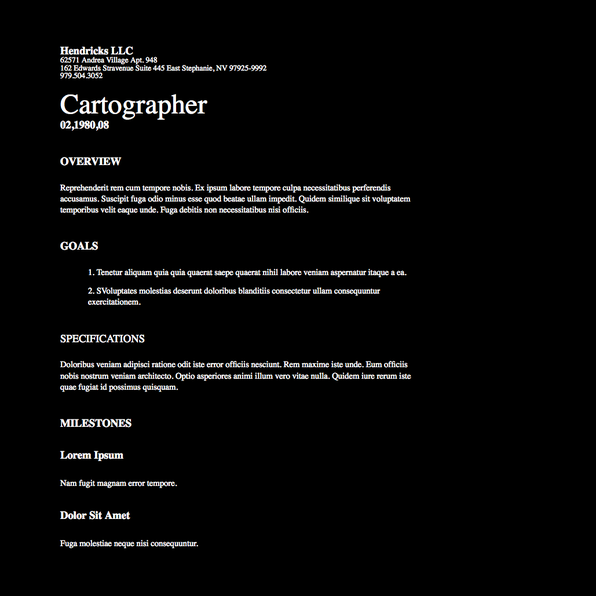 Hendricks LLC
62571 Andrea Village Apt. 948
162 Edwards Stravenue Suite 445 East Stephanie, NV 97925-9992
979.504.3052
Cartographer
02,1980,08
OVERVIEW
Reprehenderit rem cum tempore nobis. Ex ipsum labore tempore culpa necessitatibus perferendis
accusamus. Suscipit fuga odio minus esse quod beatae ullam impedit. Quidem similique sit voluptatem
temporibus velit eaque unde. Fuga debitis non necessitatibus nisi officiis.
GOALS
1. Tenetur aliquam quia quia quaerat saepe quaerat nihil labore veniam aspernatur itaque a ea.
2. SVoluptates molestias deserunt doloribus blanditiis consectetur ullam consequuntur
exercitationem.
SPECIFICATIONS
Doloribus veniam adipisci ratione odit iste error officiis nesciunt. Rem maxime iste unde. Eum officiis
nobis nostrum veniam architecto. Optio asperiores animi illum vero vitae nulla. Quidem iure rerum iste
quae fugiat id possimus quisquam.
MILESTONES
Lorem Ipsum
Nam fugit magnam error tempore.
Dolor Sit Amet
Fuga molestiae neque nisi consequuntur.